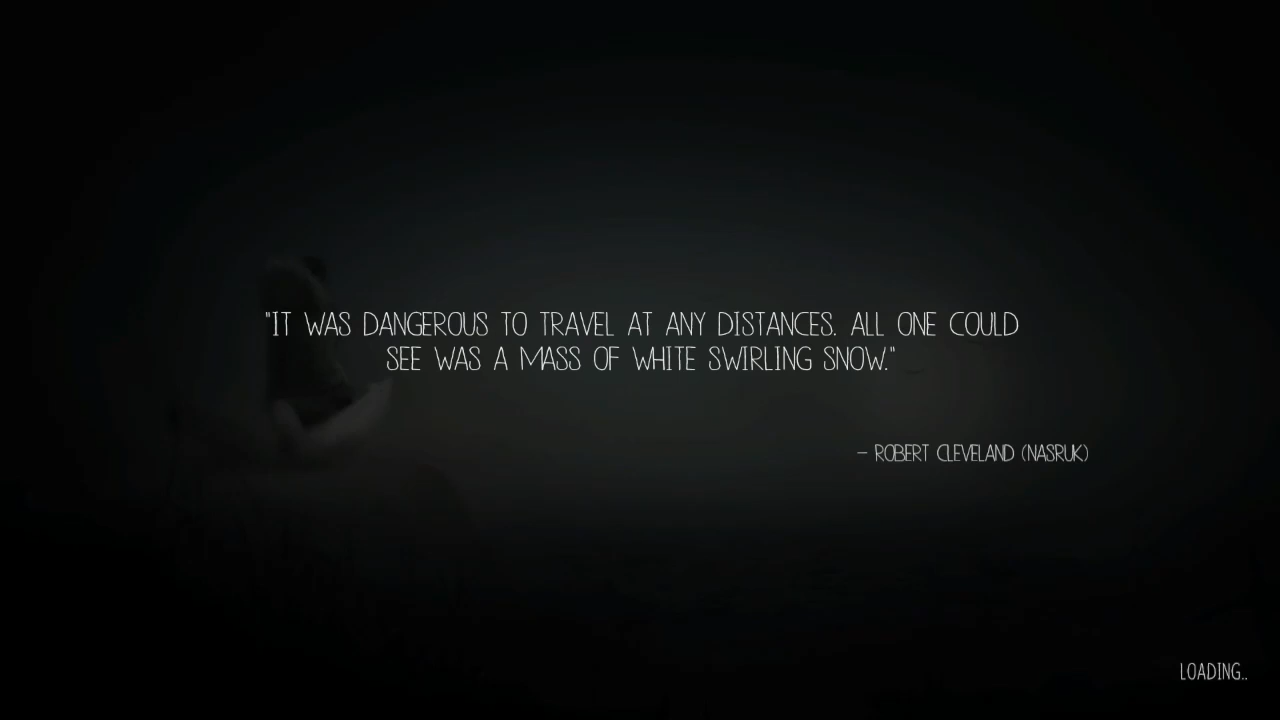 "IT WAS DANGEROUS TO TRAVEL AT ANY DISTANCES. ALL ONE COULD
SEE WAS A MASS OF WHITE SWIRLING SNOW."
– ROBERT CLEVELAND (NASRUK)
LOADING..